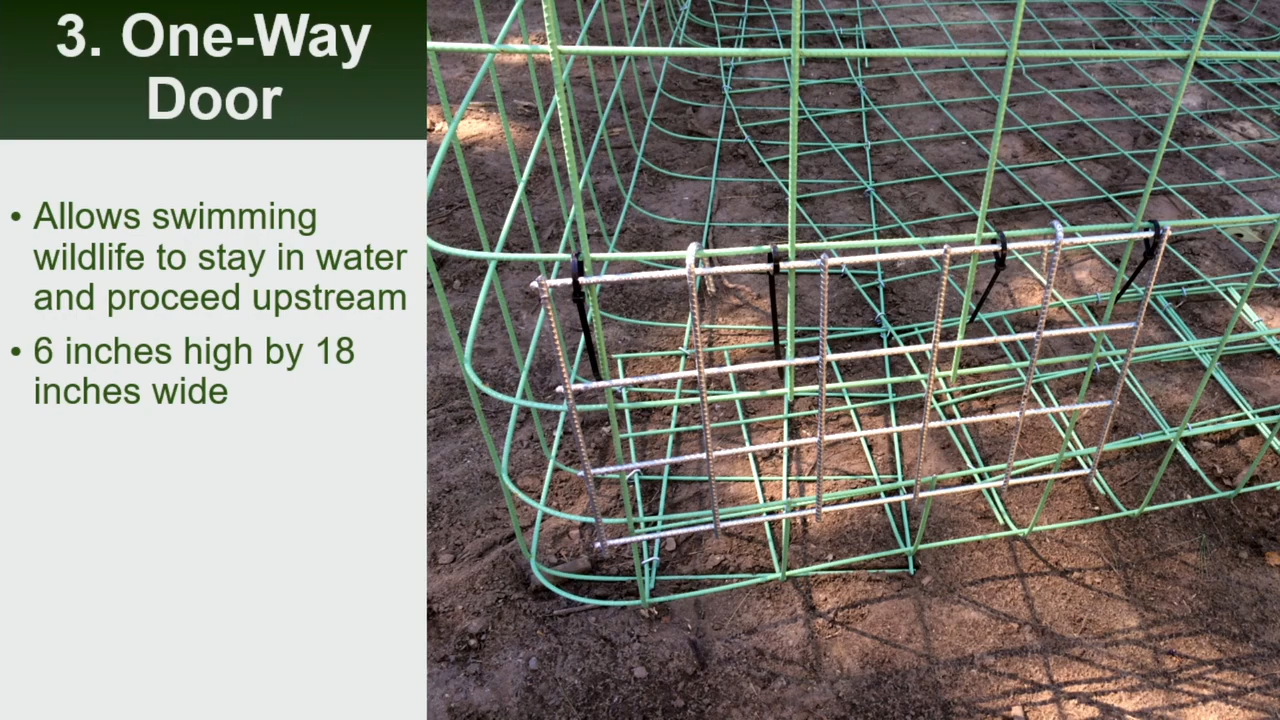 3. One-Way
Door
• Allows swimming
wildlife to stay in water
and proceed upstream
• 6 inches high by 18
inches wide